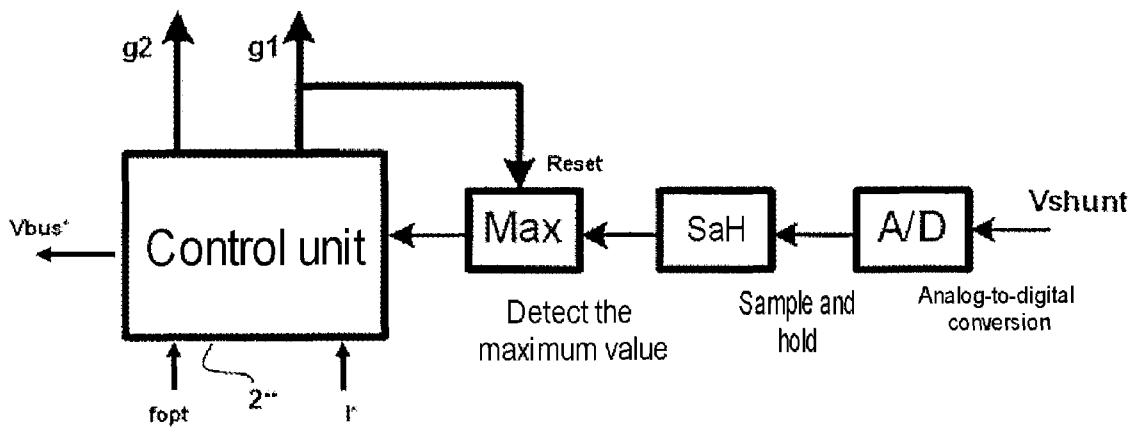 g2
g1
Reset
Vbus*
Control unit
Max
SaH
A/D
Vshunt
Detect the
maximum value
Sample and
hold
Analog-to-digital
conversion
fopt
2''
I*